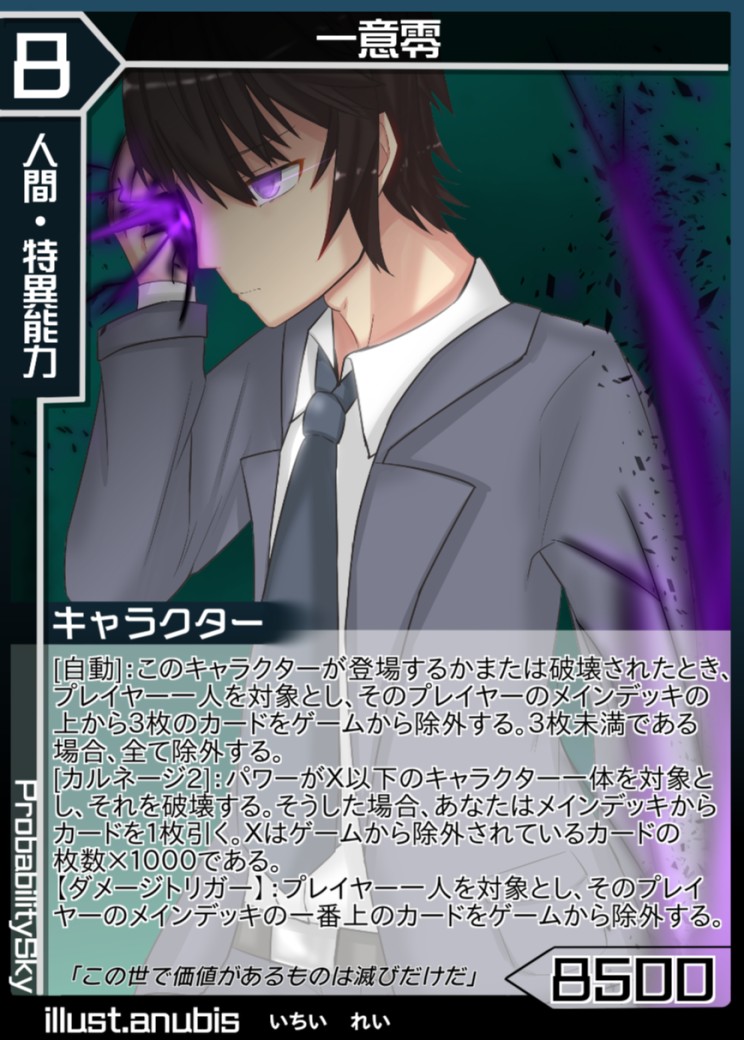 8
一意零
人間・特異能力
キャラクター
[自動]:このキャラクターが登場するかまたは破壊されたとき、
プレイヤー一人を対象とし、そのプレイヤーのメインデッキの
上から3枚のカードをゲームから除外する。3枚未満である
場合、全て除外する。
[カルネージ2]:パワーがX以下のキャラクター一体を対象と
し、それを破壊する。そうした場合、あなたはメインデッキから
カードを1枚引く。Xはゲームから除外されているカードの
枚数×1000である。
【ダメージトリガー】:プレイヤー一人を対象とし、そのプレイ
ヤーのメインデッキの一番上のカードをゲームから除外する。
「この世で価値があるものは滅びだけだ」
8500
ProbabilitySky
illust.anubis いちい れい